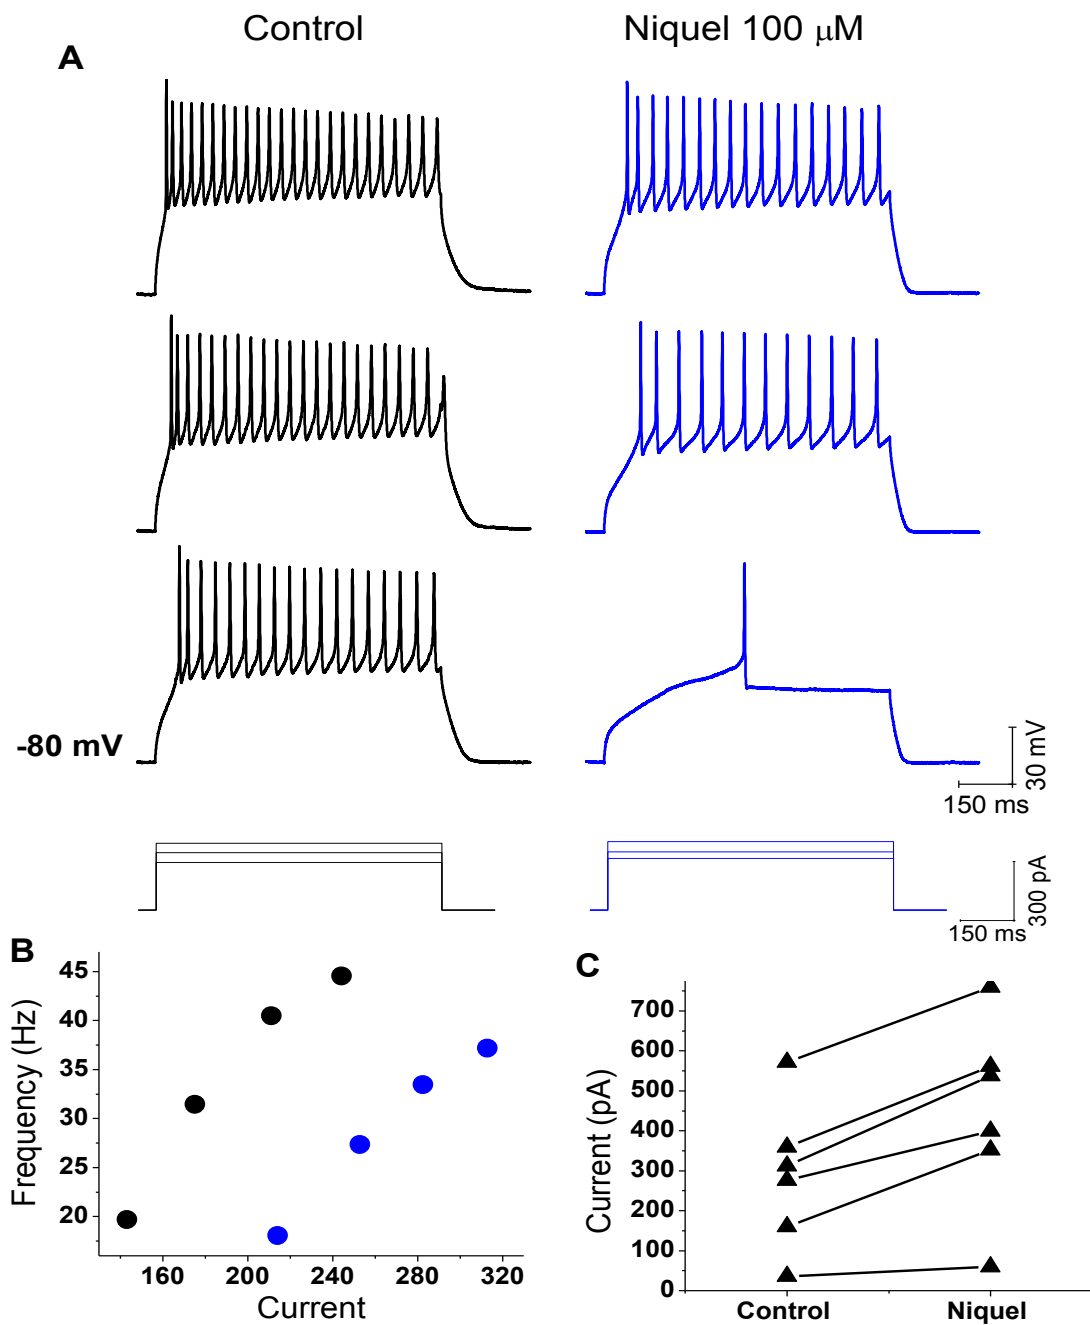 Control
Niquel 100 μM
A
-80 mV
30 mV
150 ms
300 pA
150 ms
B
Frequency (Hz)
45
40
35
30
25
20
160
200
240
280
320
Current
C
Current (pA)
700
600
500
400
300
200
100
0
Control
Niquel